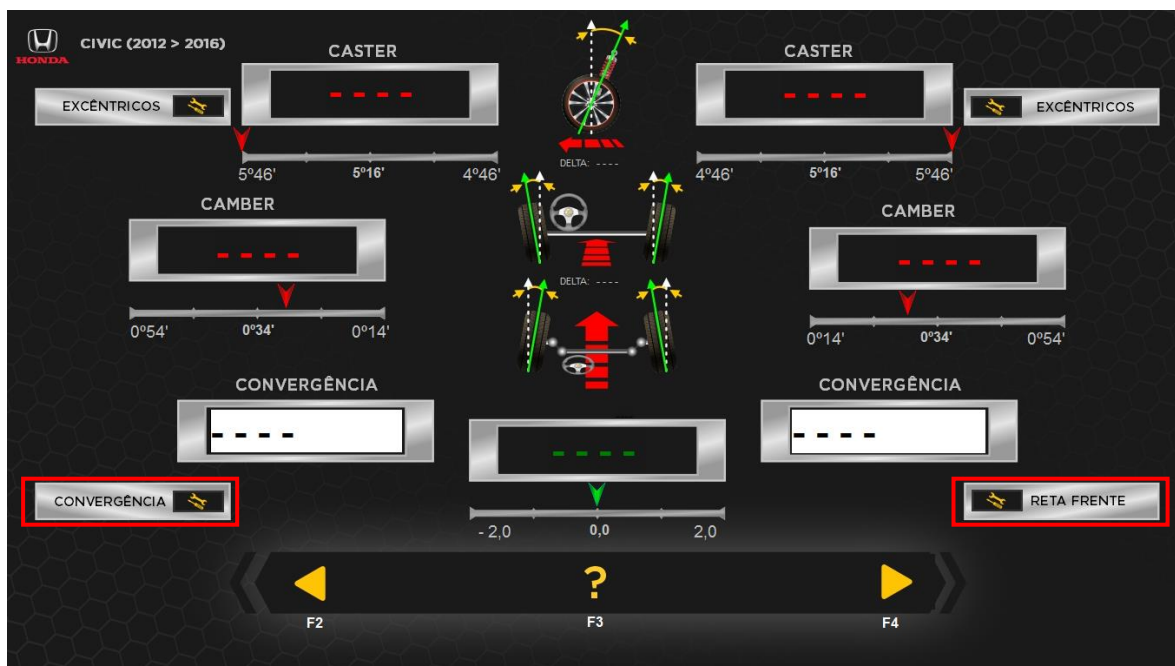 HONDA
CIVIC (2012 > 2016)
CASTER
CASTER
EXCÊNTRICOS
- - - -
- - - -
EXCÊNTRICOS
5º46' 5º16' 4º46'
DELTA: - - - -
4º46' 5º16' 5º46'
CAMBER
CAMBER
- - - -
- - - -
0º54' 0º34' 0º14'
DELTA: - - - -
0º14' 0º34' 0º54'
CONVERGÊNCIA
CONVERGÊNCIA
- - - -
- - - -
- - - -
CONVERGÊNCIA
RETA FRENTE
- 2,0 0,0 2,0
?
F2 F3 F4